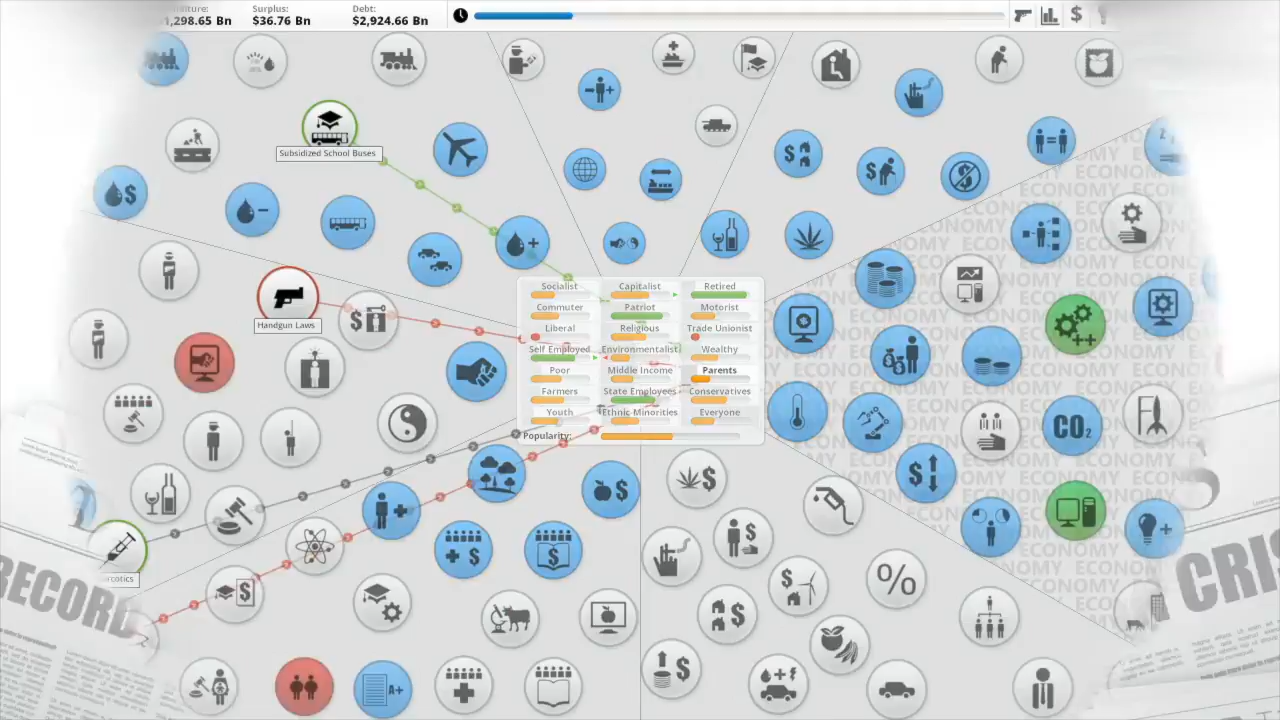 Surplus:
Debt:
1,298.65 Bn
$36.76 Bn
$2,924.66 Bn
Subsidized School Buses
Handgun Laws
Socialist
Capitalist
Retired
Commuter
Patriot
Motorist
Liberal
Religious
Trade Unionist
Self Employed
Environmentalist
Wealthy
Poor
Middle Income
Parents
Farmers
State Employees
Conservatives
Youth
Ethnic Minorities
Everyone
Popularity:
ECONOMY
CO2
A+
%
RECORD
CRIS